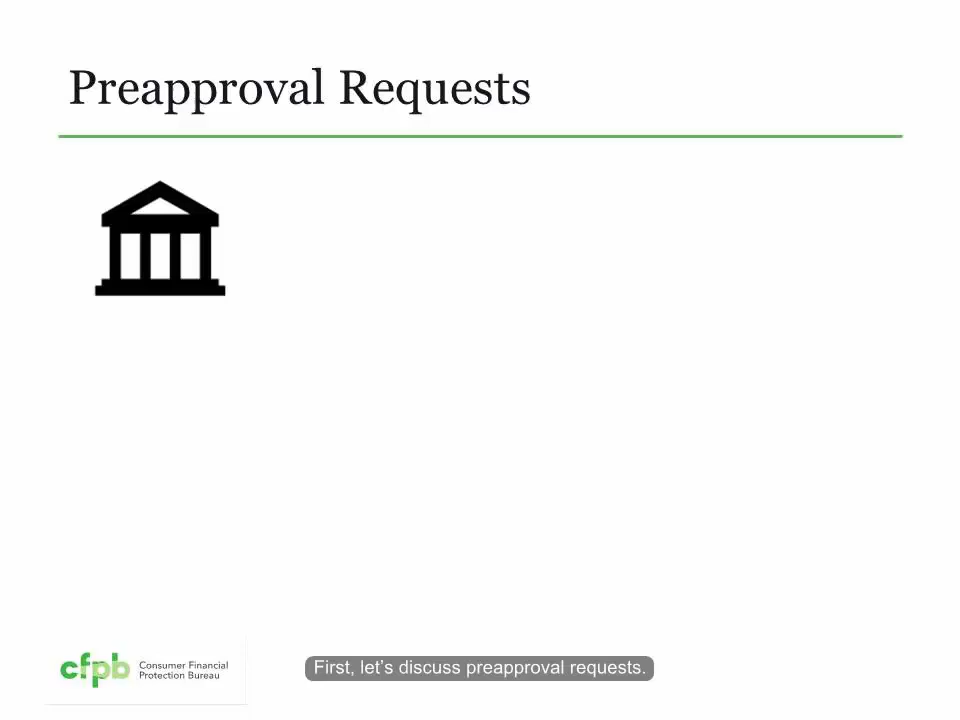 Preapproval Requests
cfpb Consumer Financial
Protection Bureau
First, let's discuss preapproval requests.